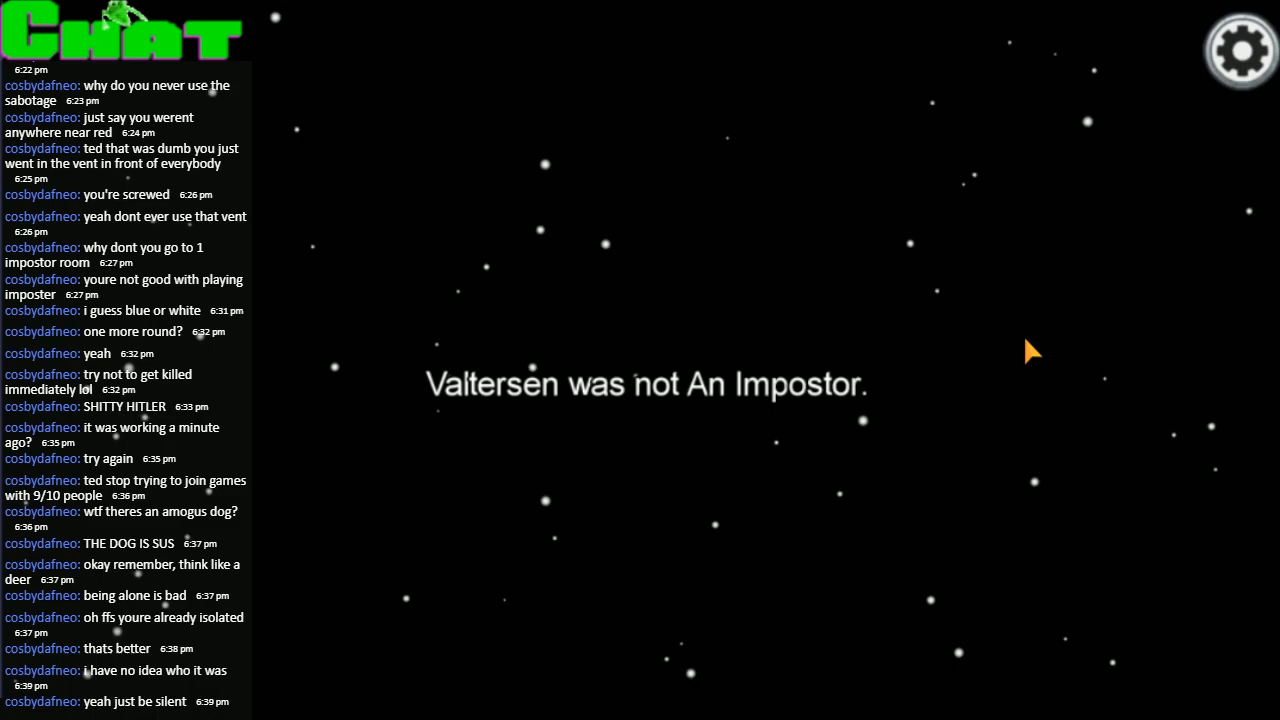 Chat
6:22 pm
cosbydafneo: why do you never use the
sabotage 6:23 pm
cosbydafneo: just say you werent
anywhere near red 6:24 pm
cosbydafneo: ted that was dumb you just
went in the vent in front of everybody
6:25 pm
cosbydafneo: you're screwed 6:26 pm
cosbydafneo: yeah dont ever use that vent
6:26 pm
cosbydafneo: why dont you go to 1
impostor room 6:27 pm
cosbydafneo: youre not good with playing
imposter 6:27 pm
cosbydafneo: i guess blue or white 6:31 pm
cosbydafneo: one more round? 6:32 pm
cosbydafneo: yeah 6:32 pm
cosbydafneo: try not to get killed
immediately lol 6:32 pm
cosbydafneo: SHITTY HITLER 6:33 pm
cosbydafneo: it was working a minute
ago? 6:35 pm
cosbydafneo: try again 6:35 pm
cosbydafneo: ted stop trying to join games
with 9/10 people 6:36 pm
cosbydafneo: wtf theres an amogus dog?
6:36 pm
cosbydafneo: THE DOG IS SUS 6:37 pm
cosbydafneo: okay remember, think like a
deer 6:37 pm
cosbydafneo: being alone is bad 6:37 pm
cosbydafneo: oh ffs youre already isolated
6:37 pm
cosbydafneo: thats better 6:38 pm
cosbydafneo: i have no idea who it was
6:39 pm
cosbydafneo: yeah just be silent 6:39 pm
Valtersen was not An Impostor.